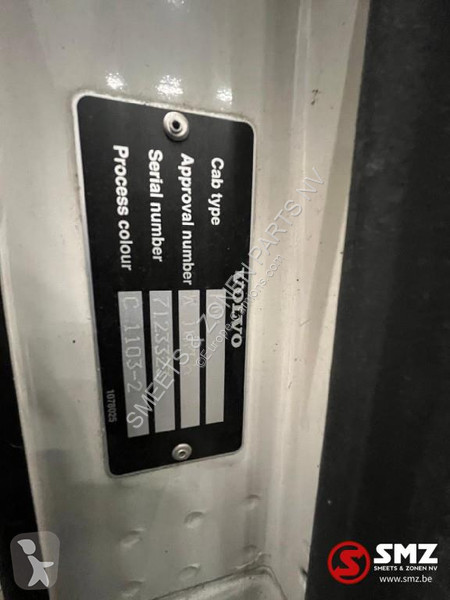 VOLVO
Cab type
Approval number
Serial number
Process colour C 1103-2
1078025
SMEETS & ZONEN PARTS NV
SMZ
SMEETS & ZONEN NV
www.smz.be